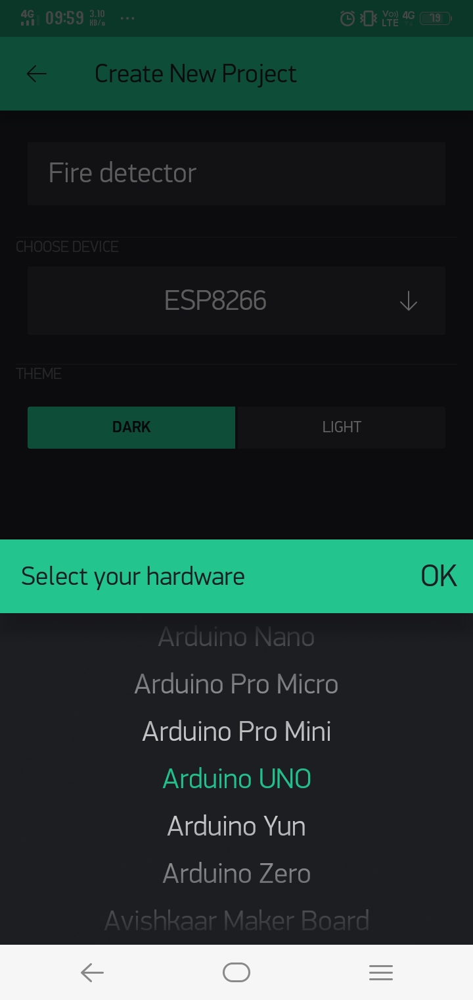 4G 09:59 3.10 KB/s ... Vo)) LTE 4G 79
Create New Project
Fire detector
CHOOSE DEVICE
ESP8266
THEME
DARK LIGHT
Select your hardware OK
Arduino Nano
Arduino Pro Micro
Arduino Pro Mini
Arduino UNO
Arduino Yun
Arduino Zero
Avishkaar Maker Board